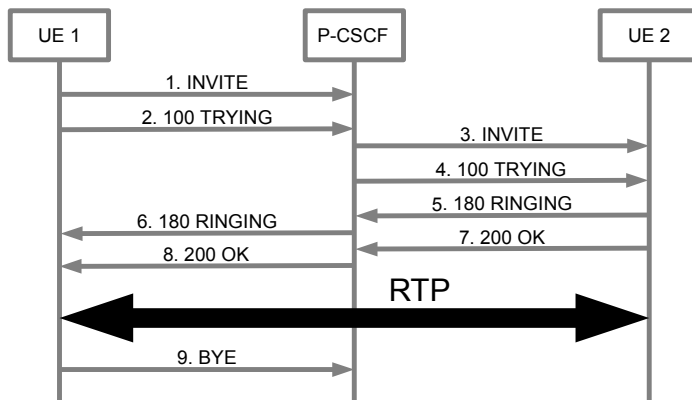 UE 1
P-CSCF
UE 2
1. INVITE
2. 100 TRYING
3. INVITE
4. 100 TRYING
5. 180 RINGING
6. 180 RINGING
7. 200 OK
8. 200 OK
RTP
9. BYE